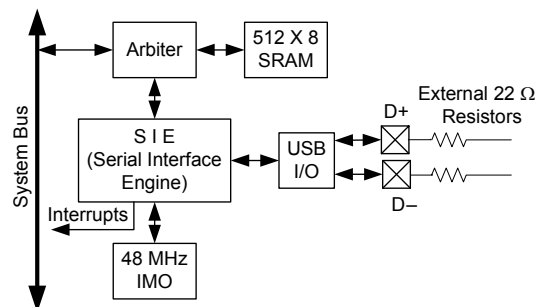 System Bus
Arbiter
512 X 8
SRAM
S I E
(Serial Interface
Engine)
Interrupts
48 MHz
IMO
USB
I/O
D+
D−
External 22 Ω
Resistors